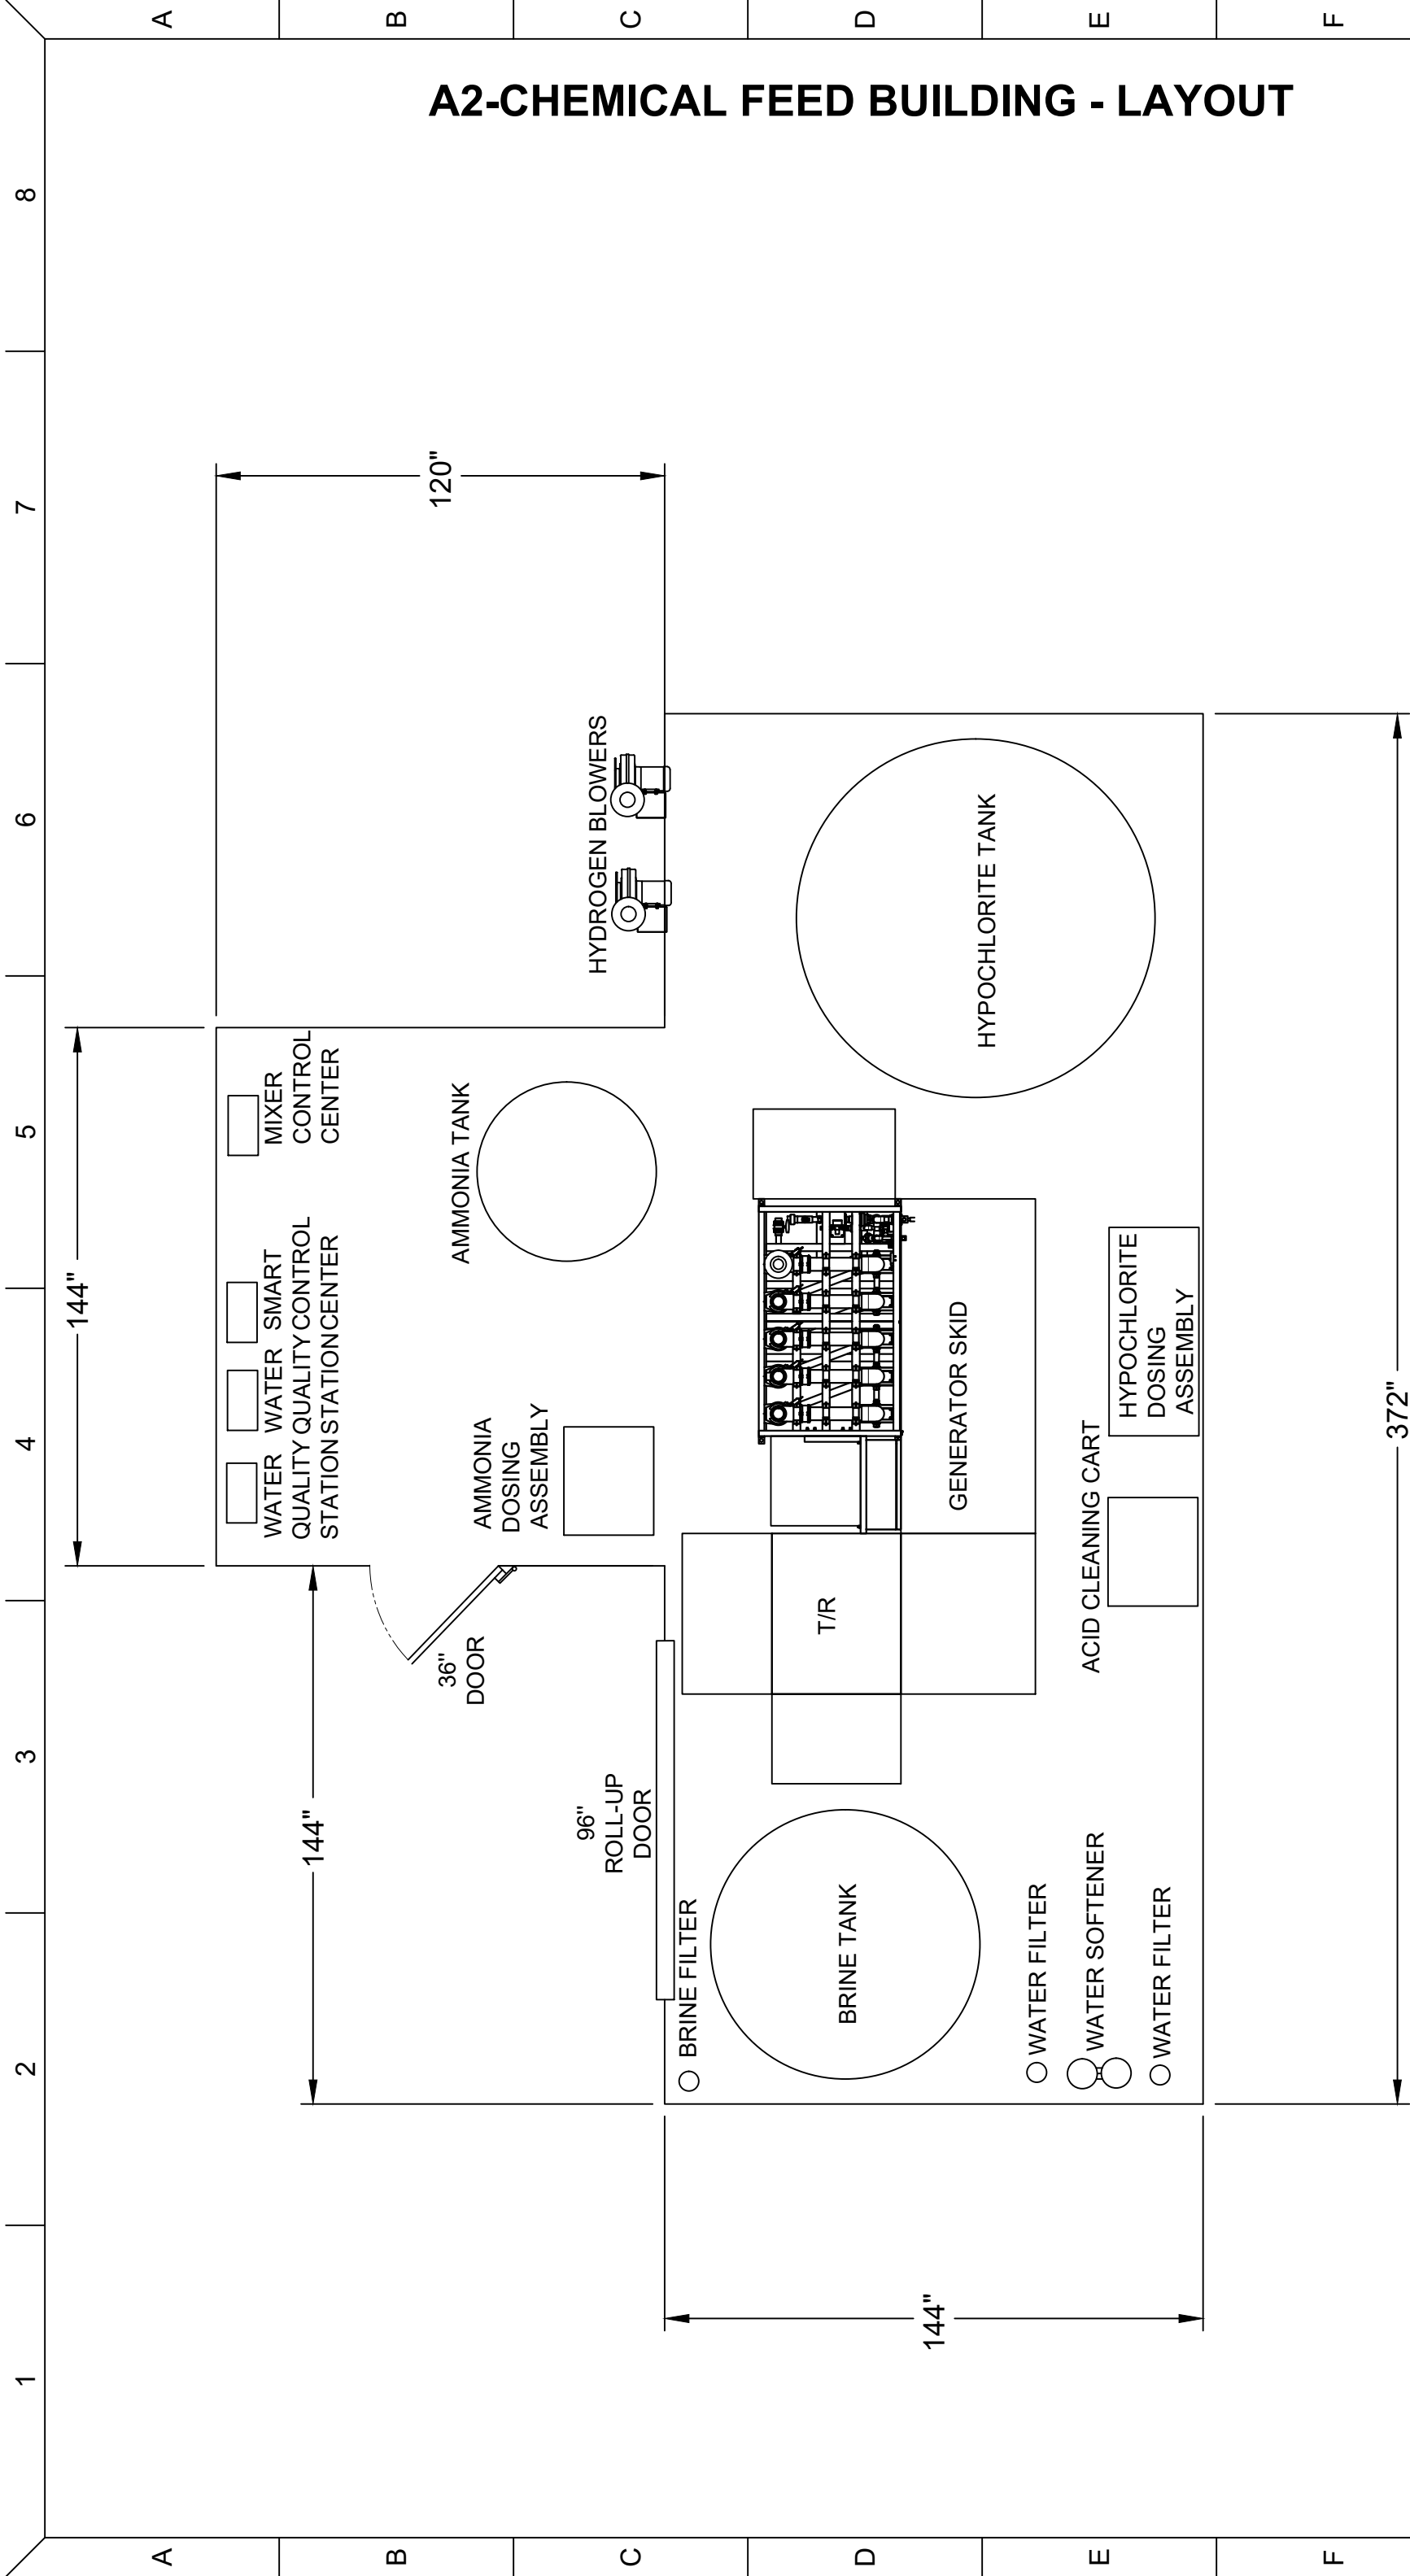 A2-CHEMICAL FEED BUILDING - LAYOUT
1
2
3
4
5
6
7
8
A
B
C
D
E
F
A
B
C
D
E
F
144"
144"
120"
144"
372"
WATER
QUALITY
STATION
WATER
QUALITY
STATION
SMART
CONTROL
STATIONCENTER
MIXER
CONTROL
CENTER
36"
DOOR
AMMONIA
DOSING
ASSEMBLY
AMMONIA TANK
HYDROGEN BLOWERS
96"
ROLL-UP
DOOR
BRINE FILTER
BRINE TANK
T/R
GENERATOR SKID
HYPOCHLORITE TANK
WATER FILTER
WATER SOFTENER
WATER FILTER
ACID CLEANING CART
HYPOCHLORITE
DOSING
ASSEMBLY